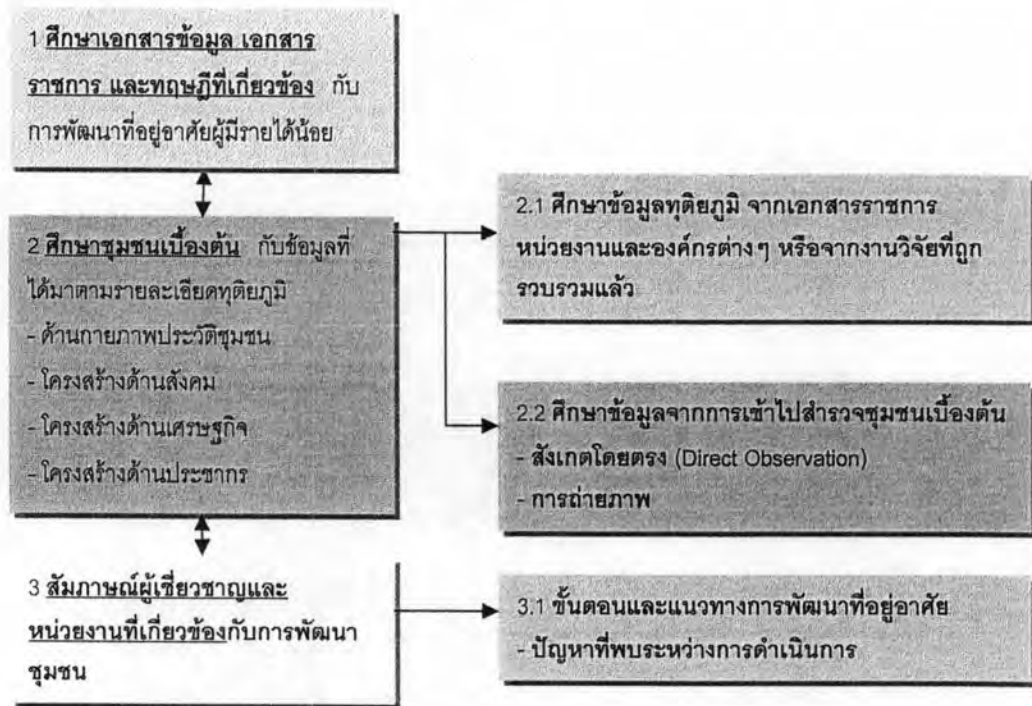 1 ศึกษาเอกสารข้อมูล เอกสาร
ราชการ และทฤษฎีที่เกี่ยวข้อง กับ
การพัฒนาที่อยู่อาศัยผู้มีรายได้น้อย
2 ศึกษาชุมชนเบื้องต้น กับข้อมูลที่
ได้มาตามรายละเอียดทุติยภูมิ
- ด้านกายภาพประวัติชุมชน
- โครงสร้างด้านสังคม
- โครงสร้างด้านเศรษฐกิจ
- โครงสร้างด้านประชากร
2.1 ศึกษาข้อมูลทุติยภูมิ จากเอกสารราชการ
หน่วยงานและองค์กรต่างๆ หรือจากงานวิจัยที่ถูก
รวบรวมแล้ว
2.2 ศึกษาข้อมูลจากการเข้าไปสำรวจชุมชนเบื้องต้น
- สังเกตโดยตรง (Direct Observation)
- การถ่ายภาพ
3 สัมภาษณ์ผู้เชี่ยวชาญและ
หน่วยงานที่เกี่ยวข้องกับการพัฒนา
ชุมชน
3.1 ขั้นตอนและแนวทางการพัฒนาที่อยู่อาศัย
- ปัญหาที่พบระหว่างการดำเนินการ